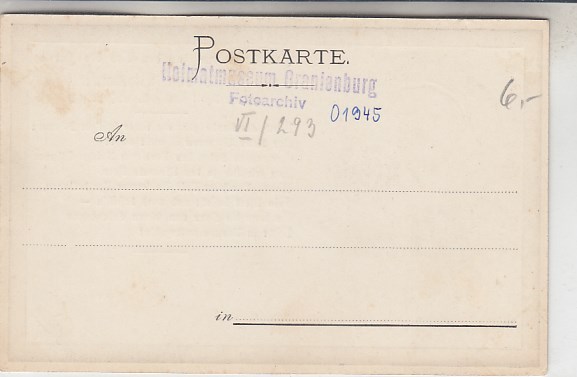 POSTKARTE.
Heimatmuseum Oranienburg
Fotoarchiv
01945
VI/293
6,-
An
in